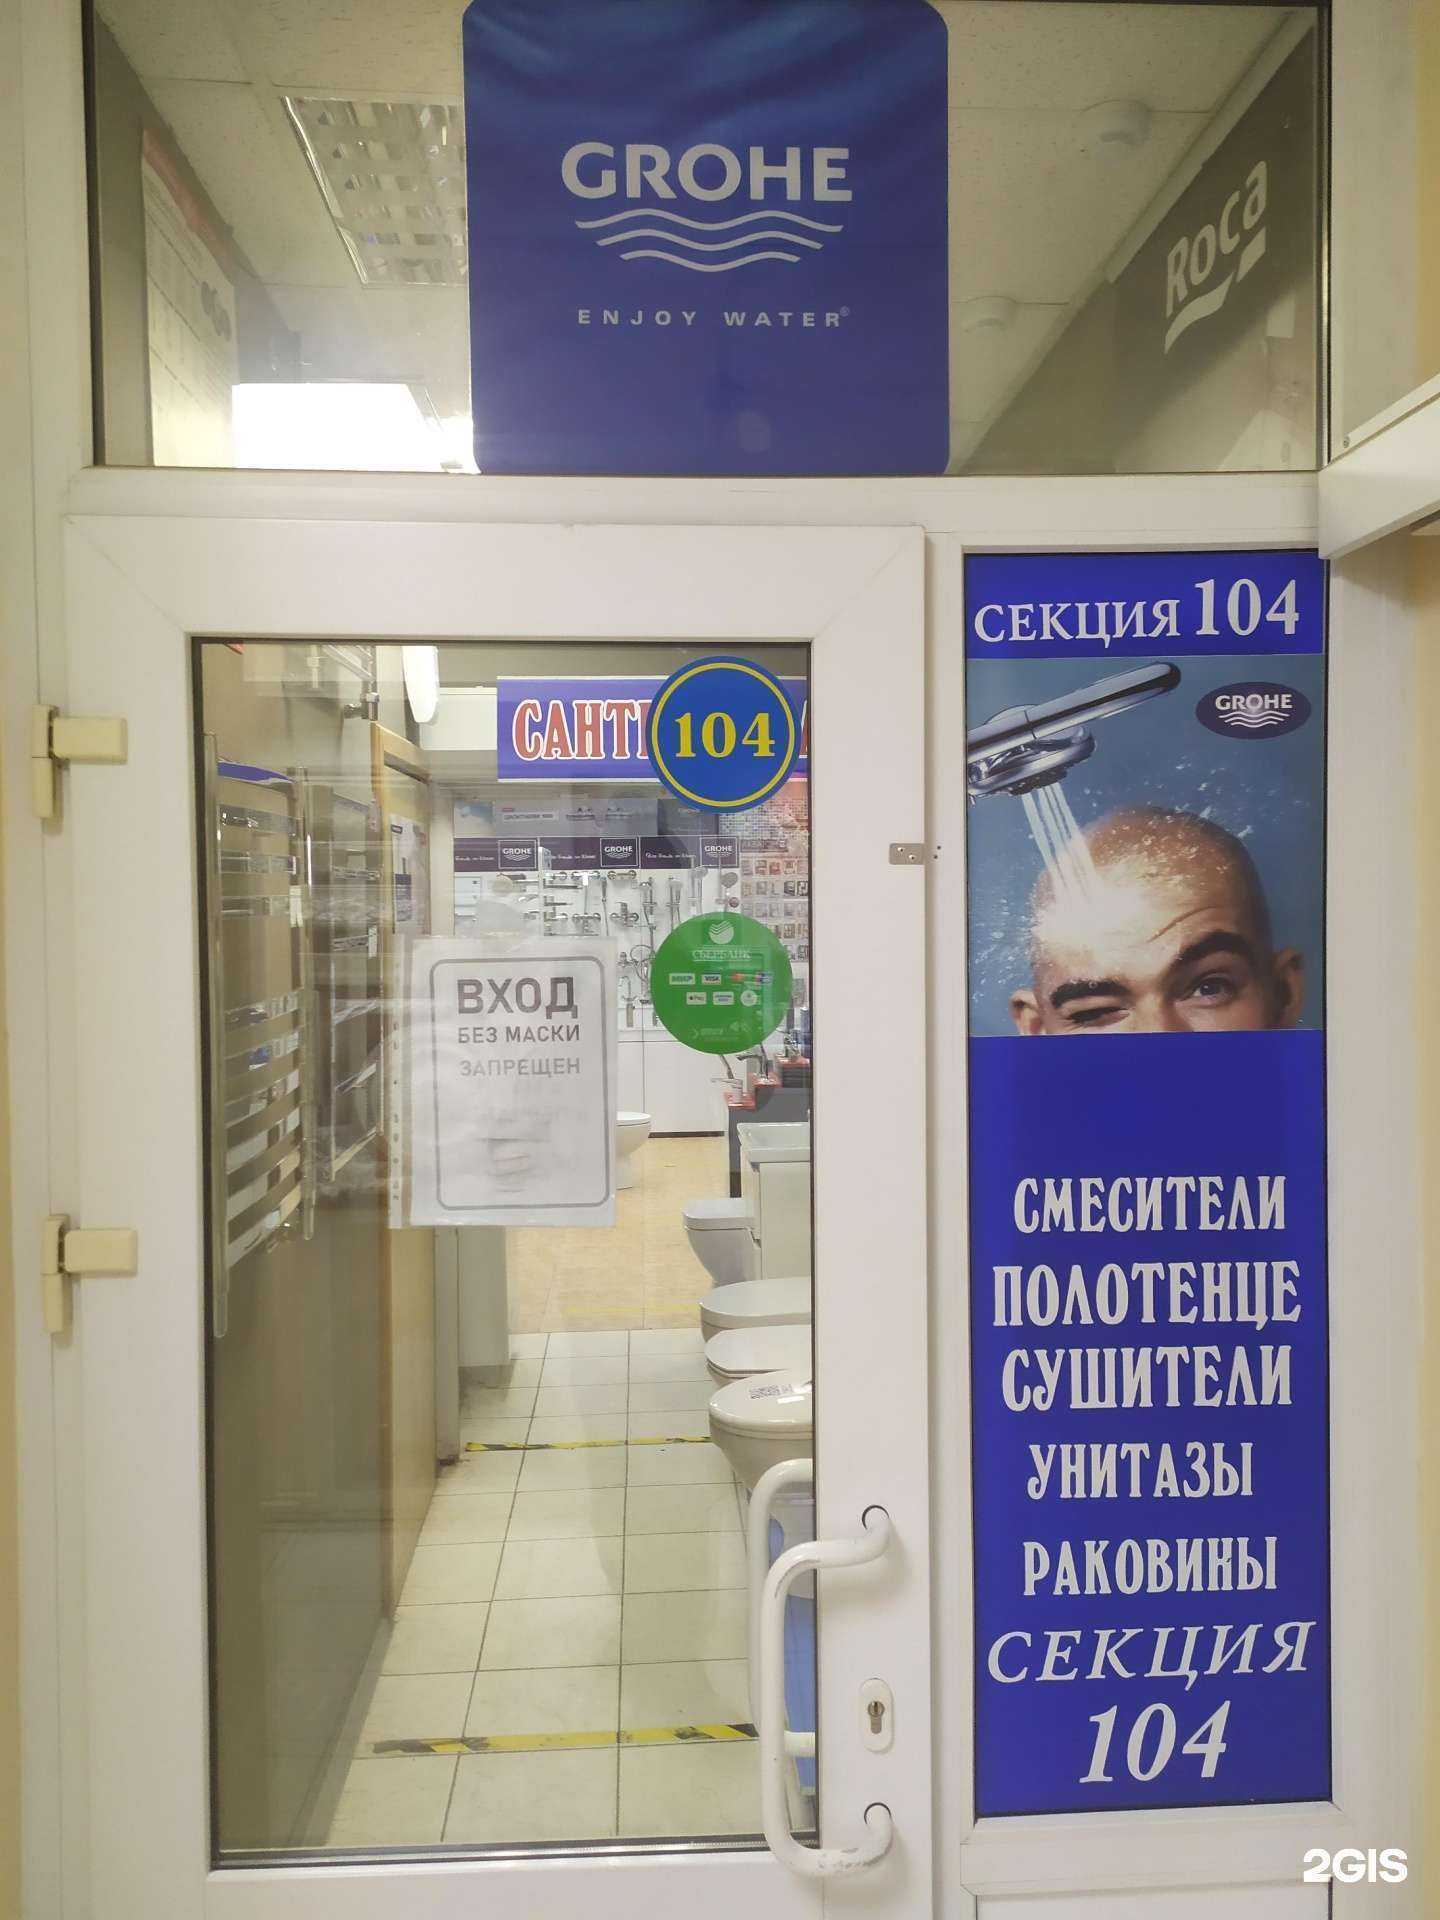 GROHE
ENJOY WATER®
Roca
СЕКЦИЯ 104
GROHE
САНТ
104
GROHE
GROHE
GROHE
СБЕРБАНК
VISA
ВХОД
БЕЗ МАСКИ
ЗАПРЕЩЕН
СМЕСИТЕЛИ
ПОЛОТЕНЦЕ
СУШИТЕЛИ
УНИТАЗЫ
РАКОВИНЫ
СЕКЦИЯ
104
2GIS